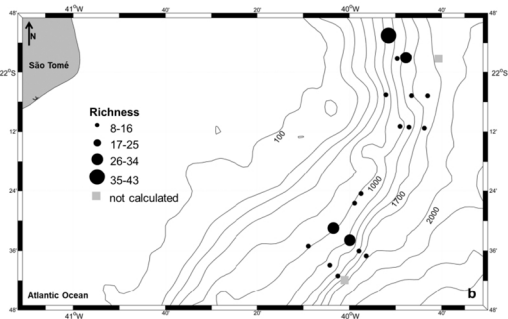 41°W 40' 20' 40°W 40'
48' 48'
N
São Tomé
22°S 22°S
12' 12'
100
Richness
8-16
17-25
26-34
35-43
not calculated
24' 24'
1000
1700
2000
36' 36'
Atlantic Ocean
b
48' 48'
41°W 40' 20' 40°W 40'